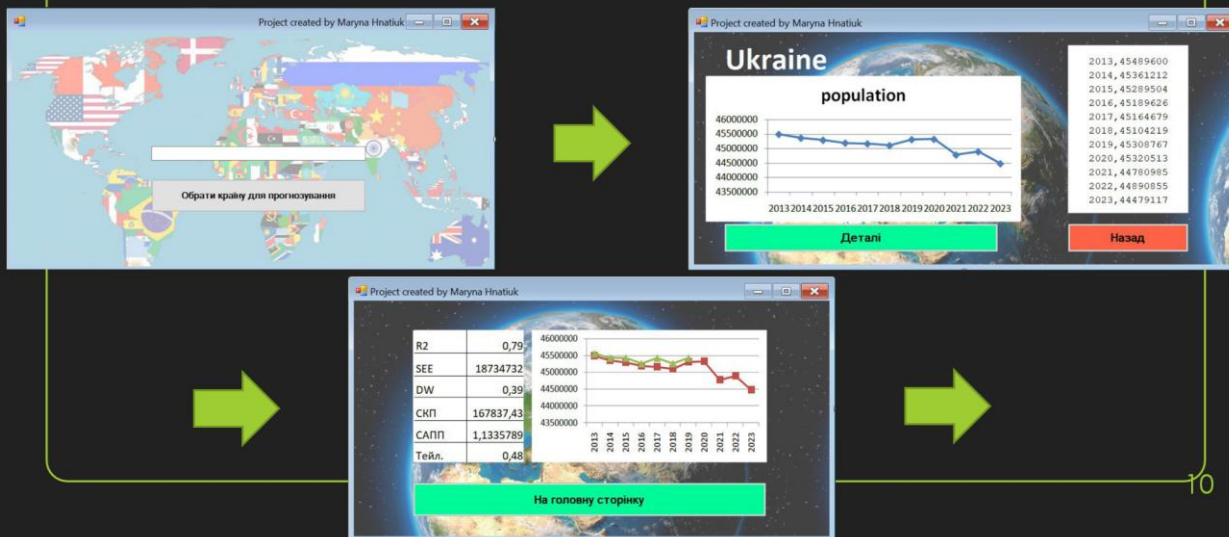 Project created by Maryna Hnatiuk
Обрати країну для прогнозування
Project created by Maryna Hnatiuk
Ukraine
population
46000000
45500000
45000000
44500000
44000000
43500000
2013 2014 2015 2016 2017 2018 2019 2020 2021 2022 2023
2013,45489600
2014,45361212
2015,45289504
2016,45189626
2017,45164679
2018,45104219
2019,45308767
2020,45320513
2021,44780985
2022,44890855
2023,44479117
Деталі
Назад
Project created by Maryna Hnatiuk
R2 0,79
SEE 18734732
DW 0,39
СКП 167837,43
САПП 1,1335789
Тейл. 0,48
46000000
45500000
45000000
44500000
44000000
43500000
2013 2014 2015 2016 2017 2018 2019 2020 2021 2022 2023
На головну сторінку
10